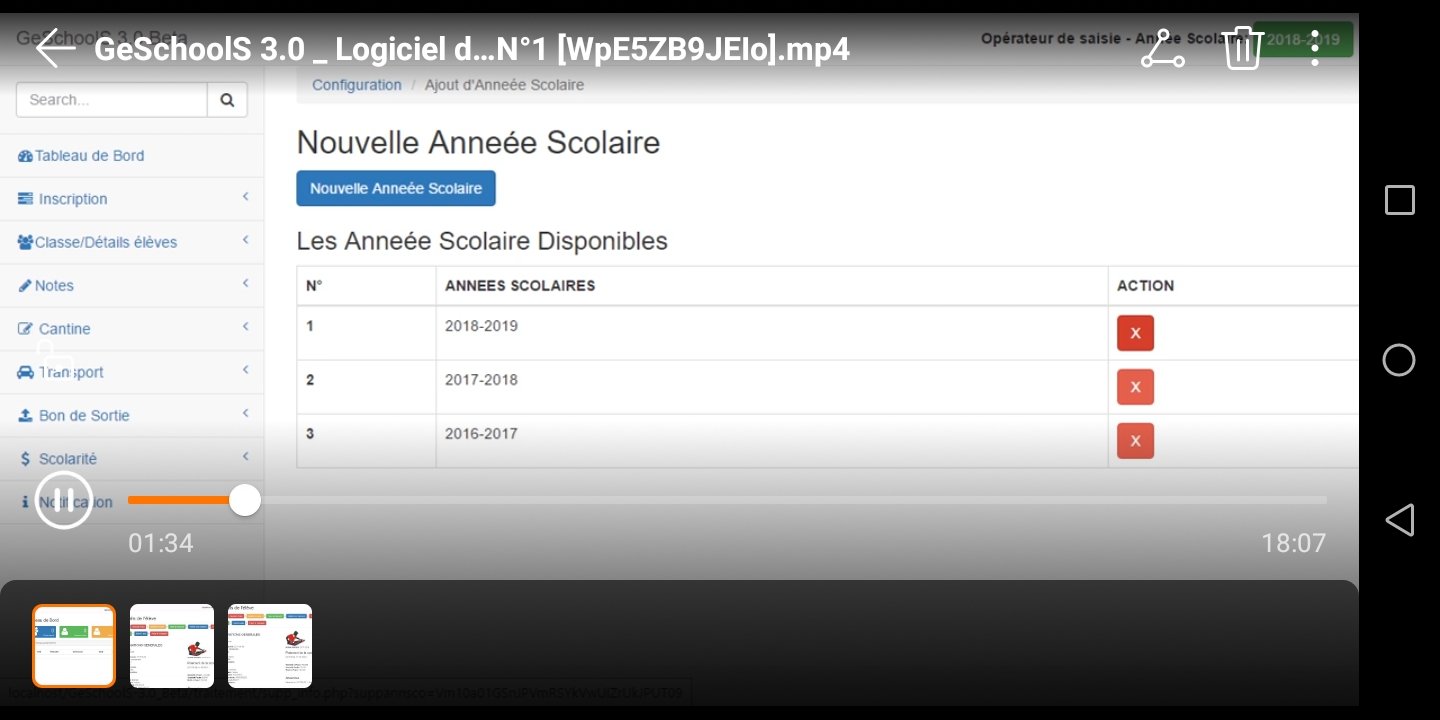 GeSchoolS 3.0 Beta
GeSchoolS 3.0 _ Logiciel d...N°1 [WpE5ZB9JEIo].mp4
Opérateur de saisie - Année Scolaire 2018-2019
Search...
Configuration / Ajout d'Anneée Scolaire
Nouvelle Anneée Scolaire
Nouvelle Anneée Scolaire
Tableau de Bord
Inscription
Classe/Détails élèves
Notes
Cantine
Transport
Bon de Sortie
Scolarité
Notification
Les Anneée Scolaire Disponibles
N° ANNEES SCOLAIRES ACTION
1 2018-2019 X
2 2017-2018 X
3 2016-2017 X
01:34
18:07